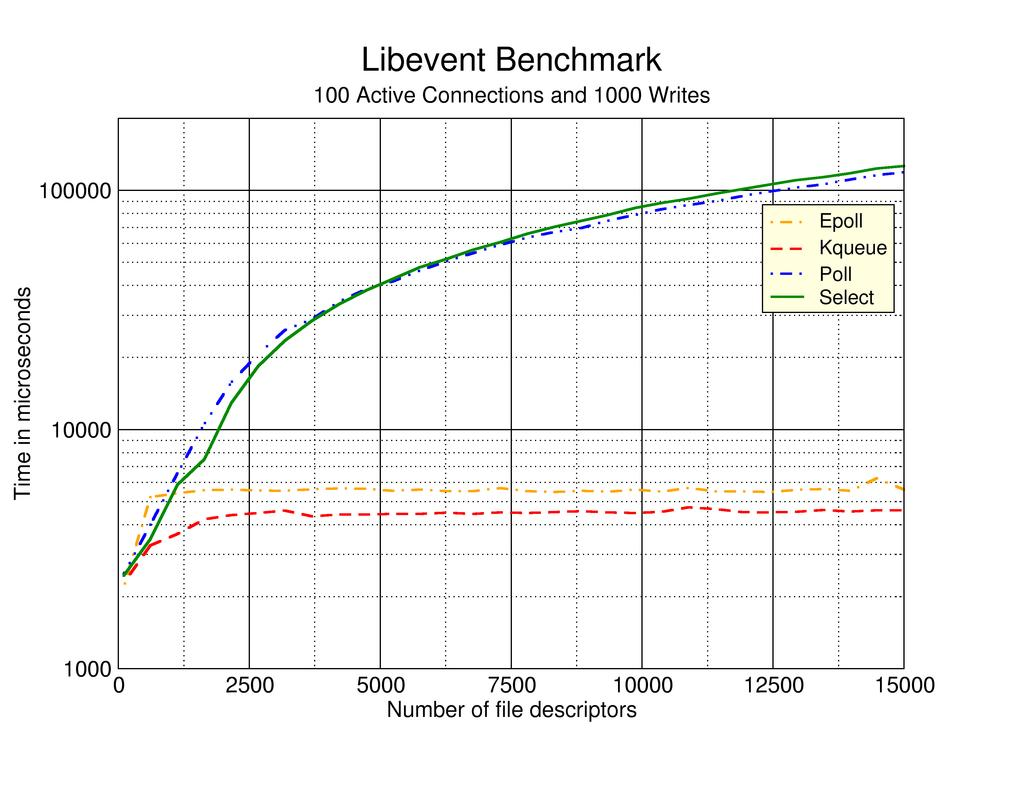 Libevent Benchmark
100 Active Connections and 1000 Writes
100000
10000
1000
Time in microseconds
Epoll
Kqueue
Poll
Select
0 2500 5000 7500 10000 12500 15000
Number of file descriptors